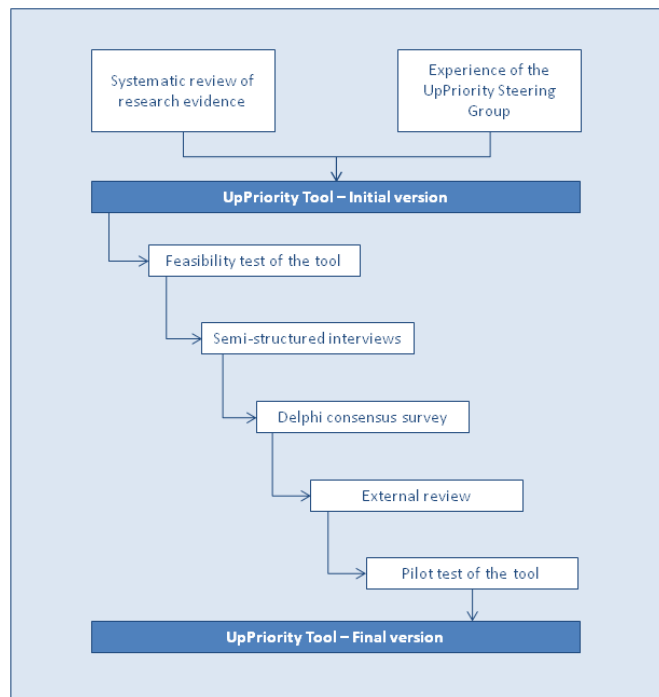 Systematic review of
research evidence
Experience of the
UpPriority Steering
Group
UpPriority Tool – Initial version
Feasibility test of the tool
Semi-structured interviews
Delphi consensus survey
External review
Pilot test of the tool
UpPriority Tool – Final version